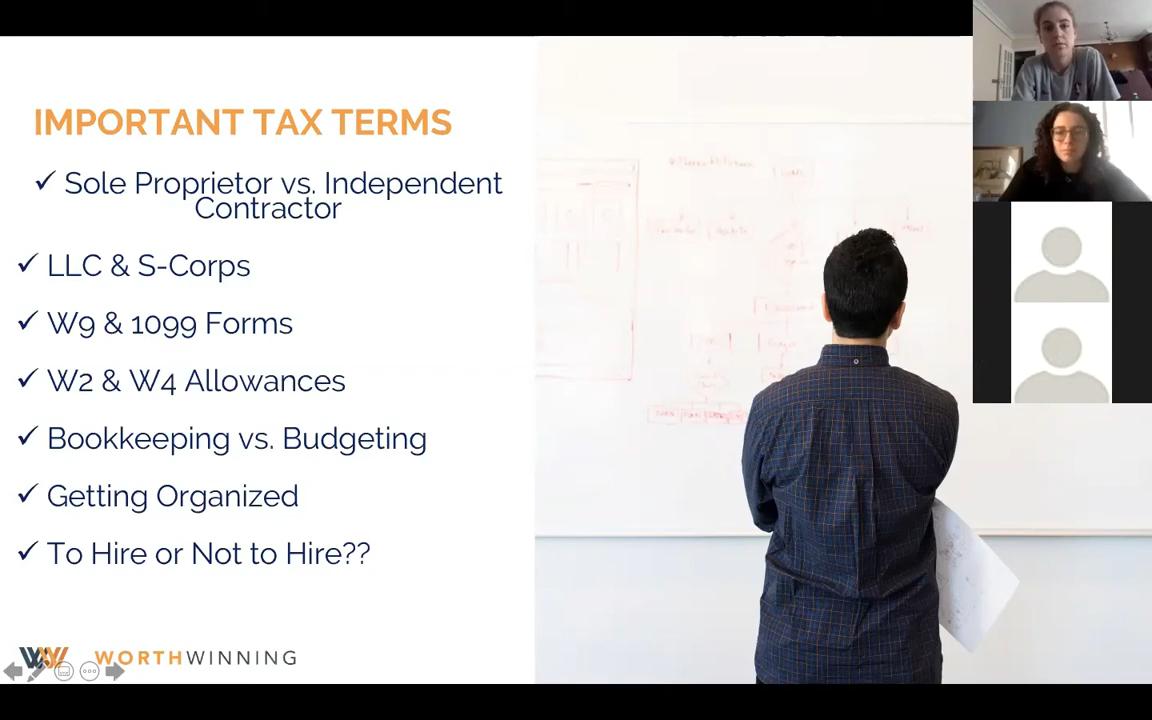 IMPORTANT TAX TERMS
✓ Sole Proprietor vs. Independent
Contractor
✓ LLC & S-Corps
✓ W9 & 1099 Forms
✓ W2 & W4 Allowances
✓ Bookkeeping vs. Budgeting
✓ Getting Organized
✓ To Hire or Not to Hire??
WORTHWINNING